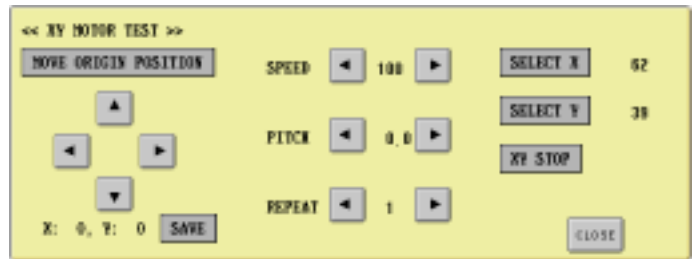 << XY MOTOR TEST >>
MOVE ORIGIN POSITION
SPEED 100
SELECT X 62
SELECT Y 39
PITCH 0.0
XY STOP
REPEAT 1
X: 0, Y: 0 SAVE
CLOSE